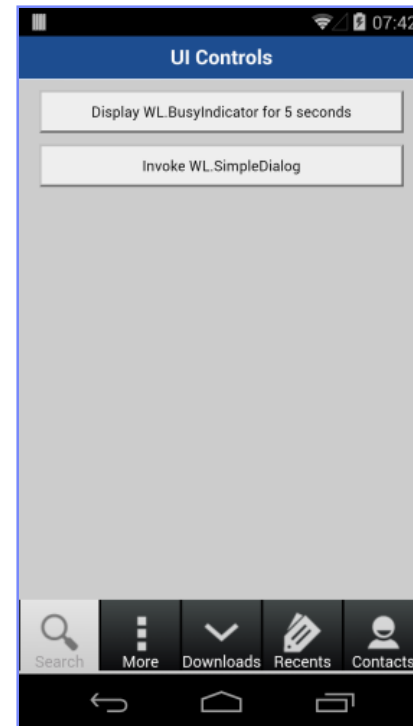 07:42
UI Controls
Display WL.BusyIndicator for 5 seconds
Invoke WL.SimpleDialog
Search More Downloads Recents Contacts